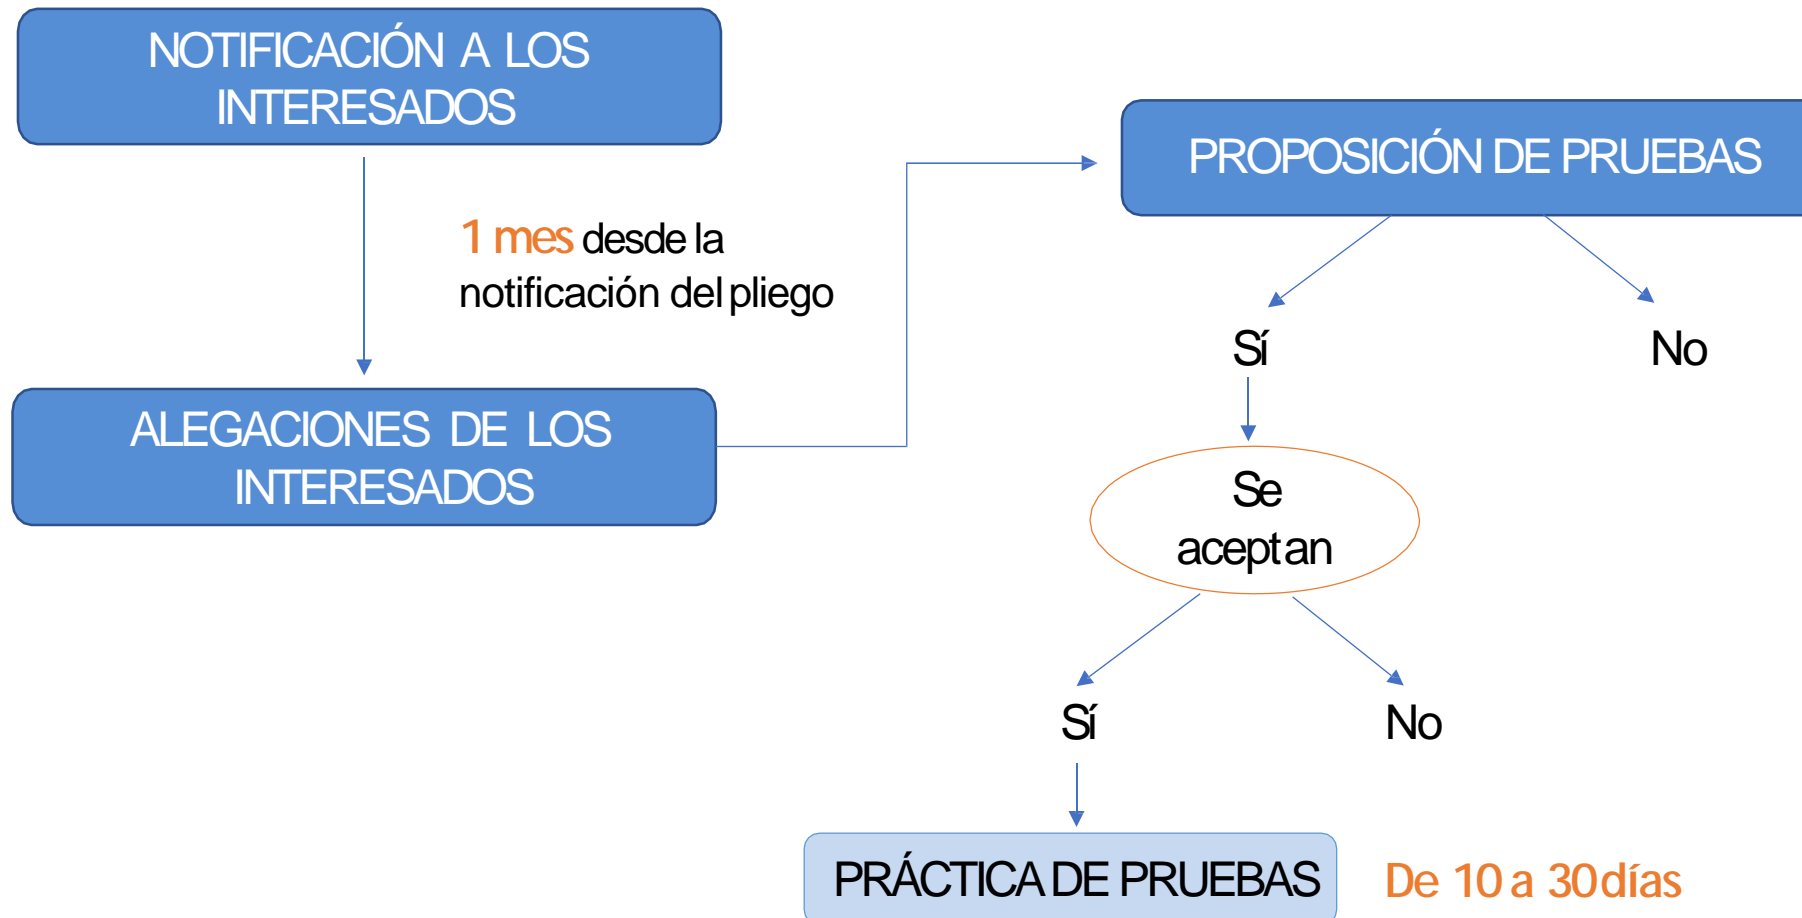 NOTIFICACIÓN A LOS
INTERESADOS
1 mes desde la
notificación del pliego
ALEGACIONES DE LOS
INTERESADOS
PROPOSICIÓN DE PRUEBAS
Sí
No
Se
aceptan
Sí
No
PRÁCTICA DE PRUEBAS
De 10 a 30 días